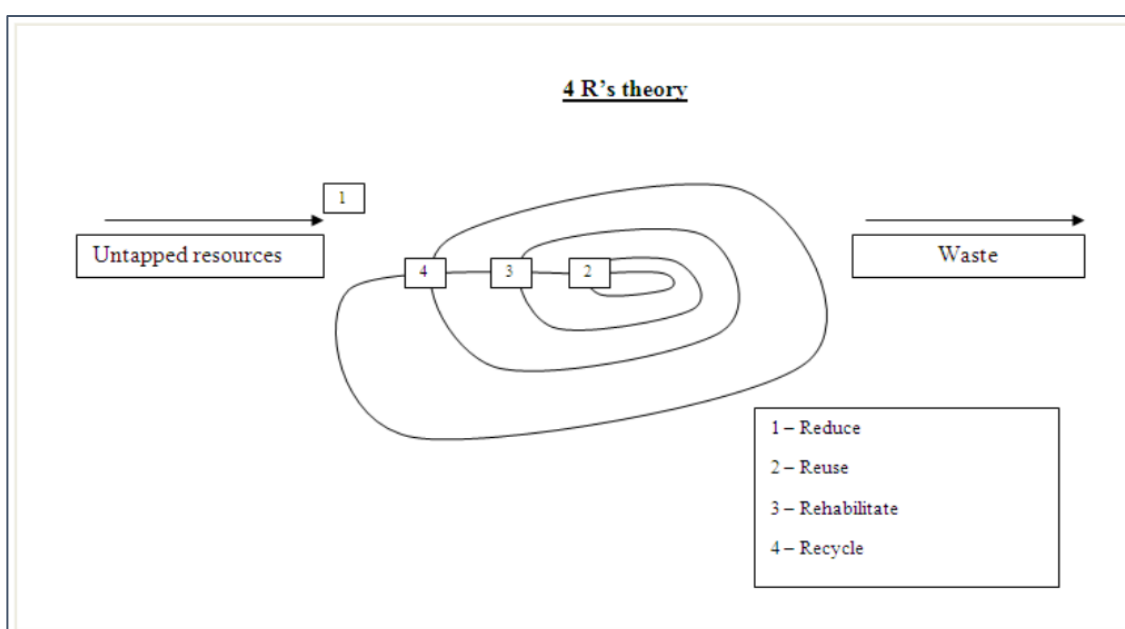 4 R’s theory
1
Untapped resources
4
3
2
Waste
1 – Reduce
2 – Reuse
3 – Rehabilitate
4 – Recycle